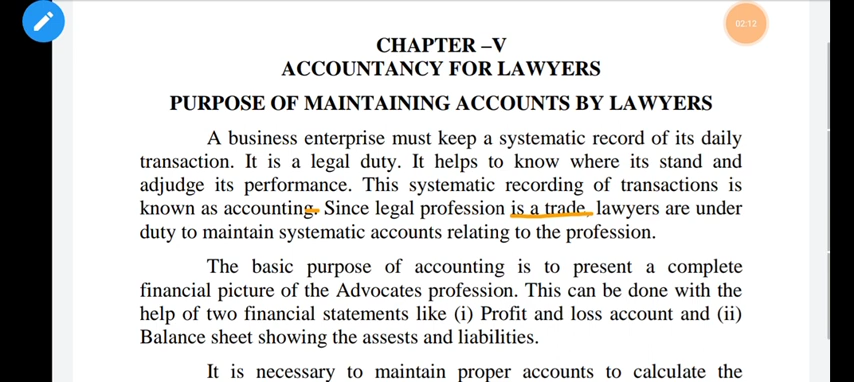 02:12
CHAPTER –V
ACCOUNTANCY FOR LAWYERS
PURPOSE OF MAINTAINING ACCOUNTS BY LAWYERS
A business enterprise must keep a systematic record of its daily
transaction. It is a legal duty. It helps to know where its stand and
adjudge its performance. This systematic recording of transactions is
known as accounting. Since legal profession is a trade, lawyers are under
duty to maintain systematic accounts relating to the profession.
The basic purpose of accounting is to present a complete
financial picture of the Advocates profession. This can be done with the
help of two financial statements like (i) Profit and loss account and (ii)
Balance sheet showing the assests and liabilities.
It is necessary to maintain proper accounts to calculate the